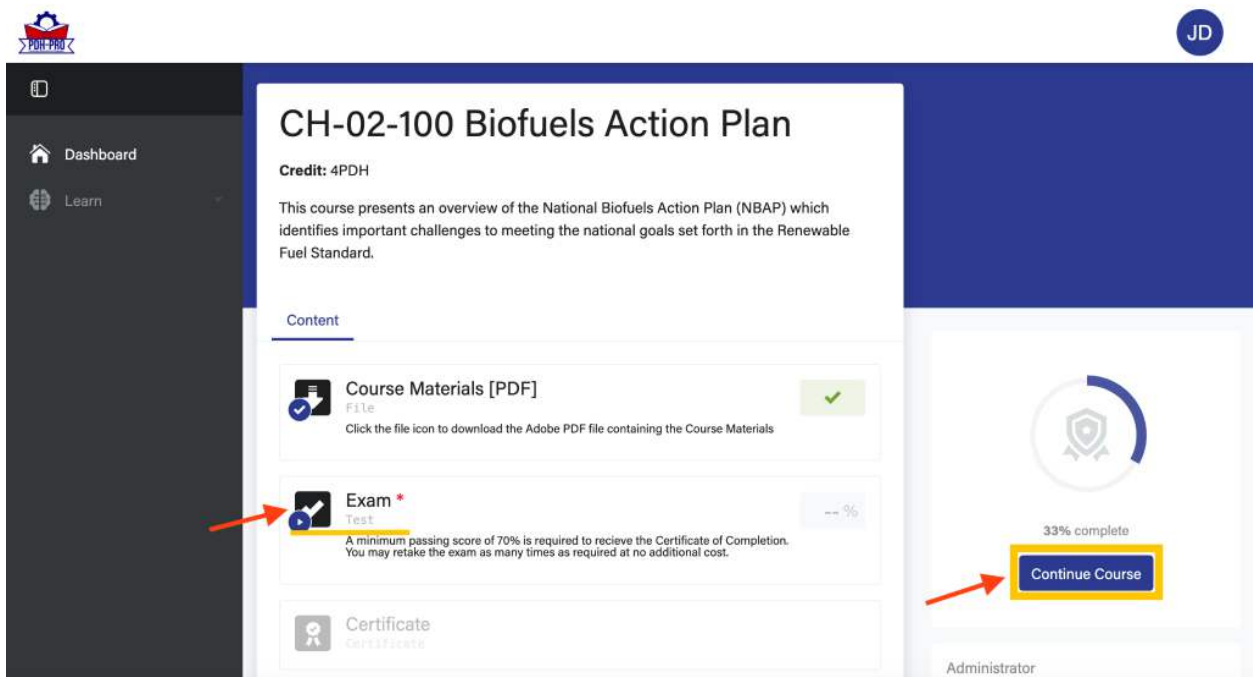 PDH-PRO
JD
Dashboard
Learn
CH-02-100 Biofuels Action Plan
Credit: 4PDH
This course presents an overview of the National Biofuels Action Plan (NBAP) which
identifies important challenges to meeting the national goals set forth in the Renewable
Fuel Standard.
Content
Course Materials [PDF]
File
Click the file icon to download the Adobe PDF file containing the Course Materials
Exam *
Test
-- %
A minimum passing score of 70% is required to recieve the Certificate of Completion.
You may retake the exam as many times as required at no additional cost.
Certificate
Certificate
33% complete
Continue Course
Administrator